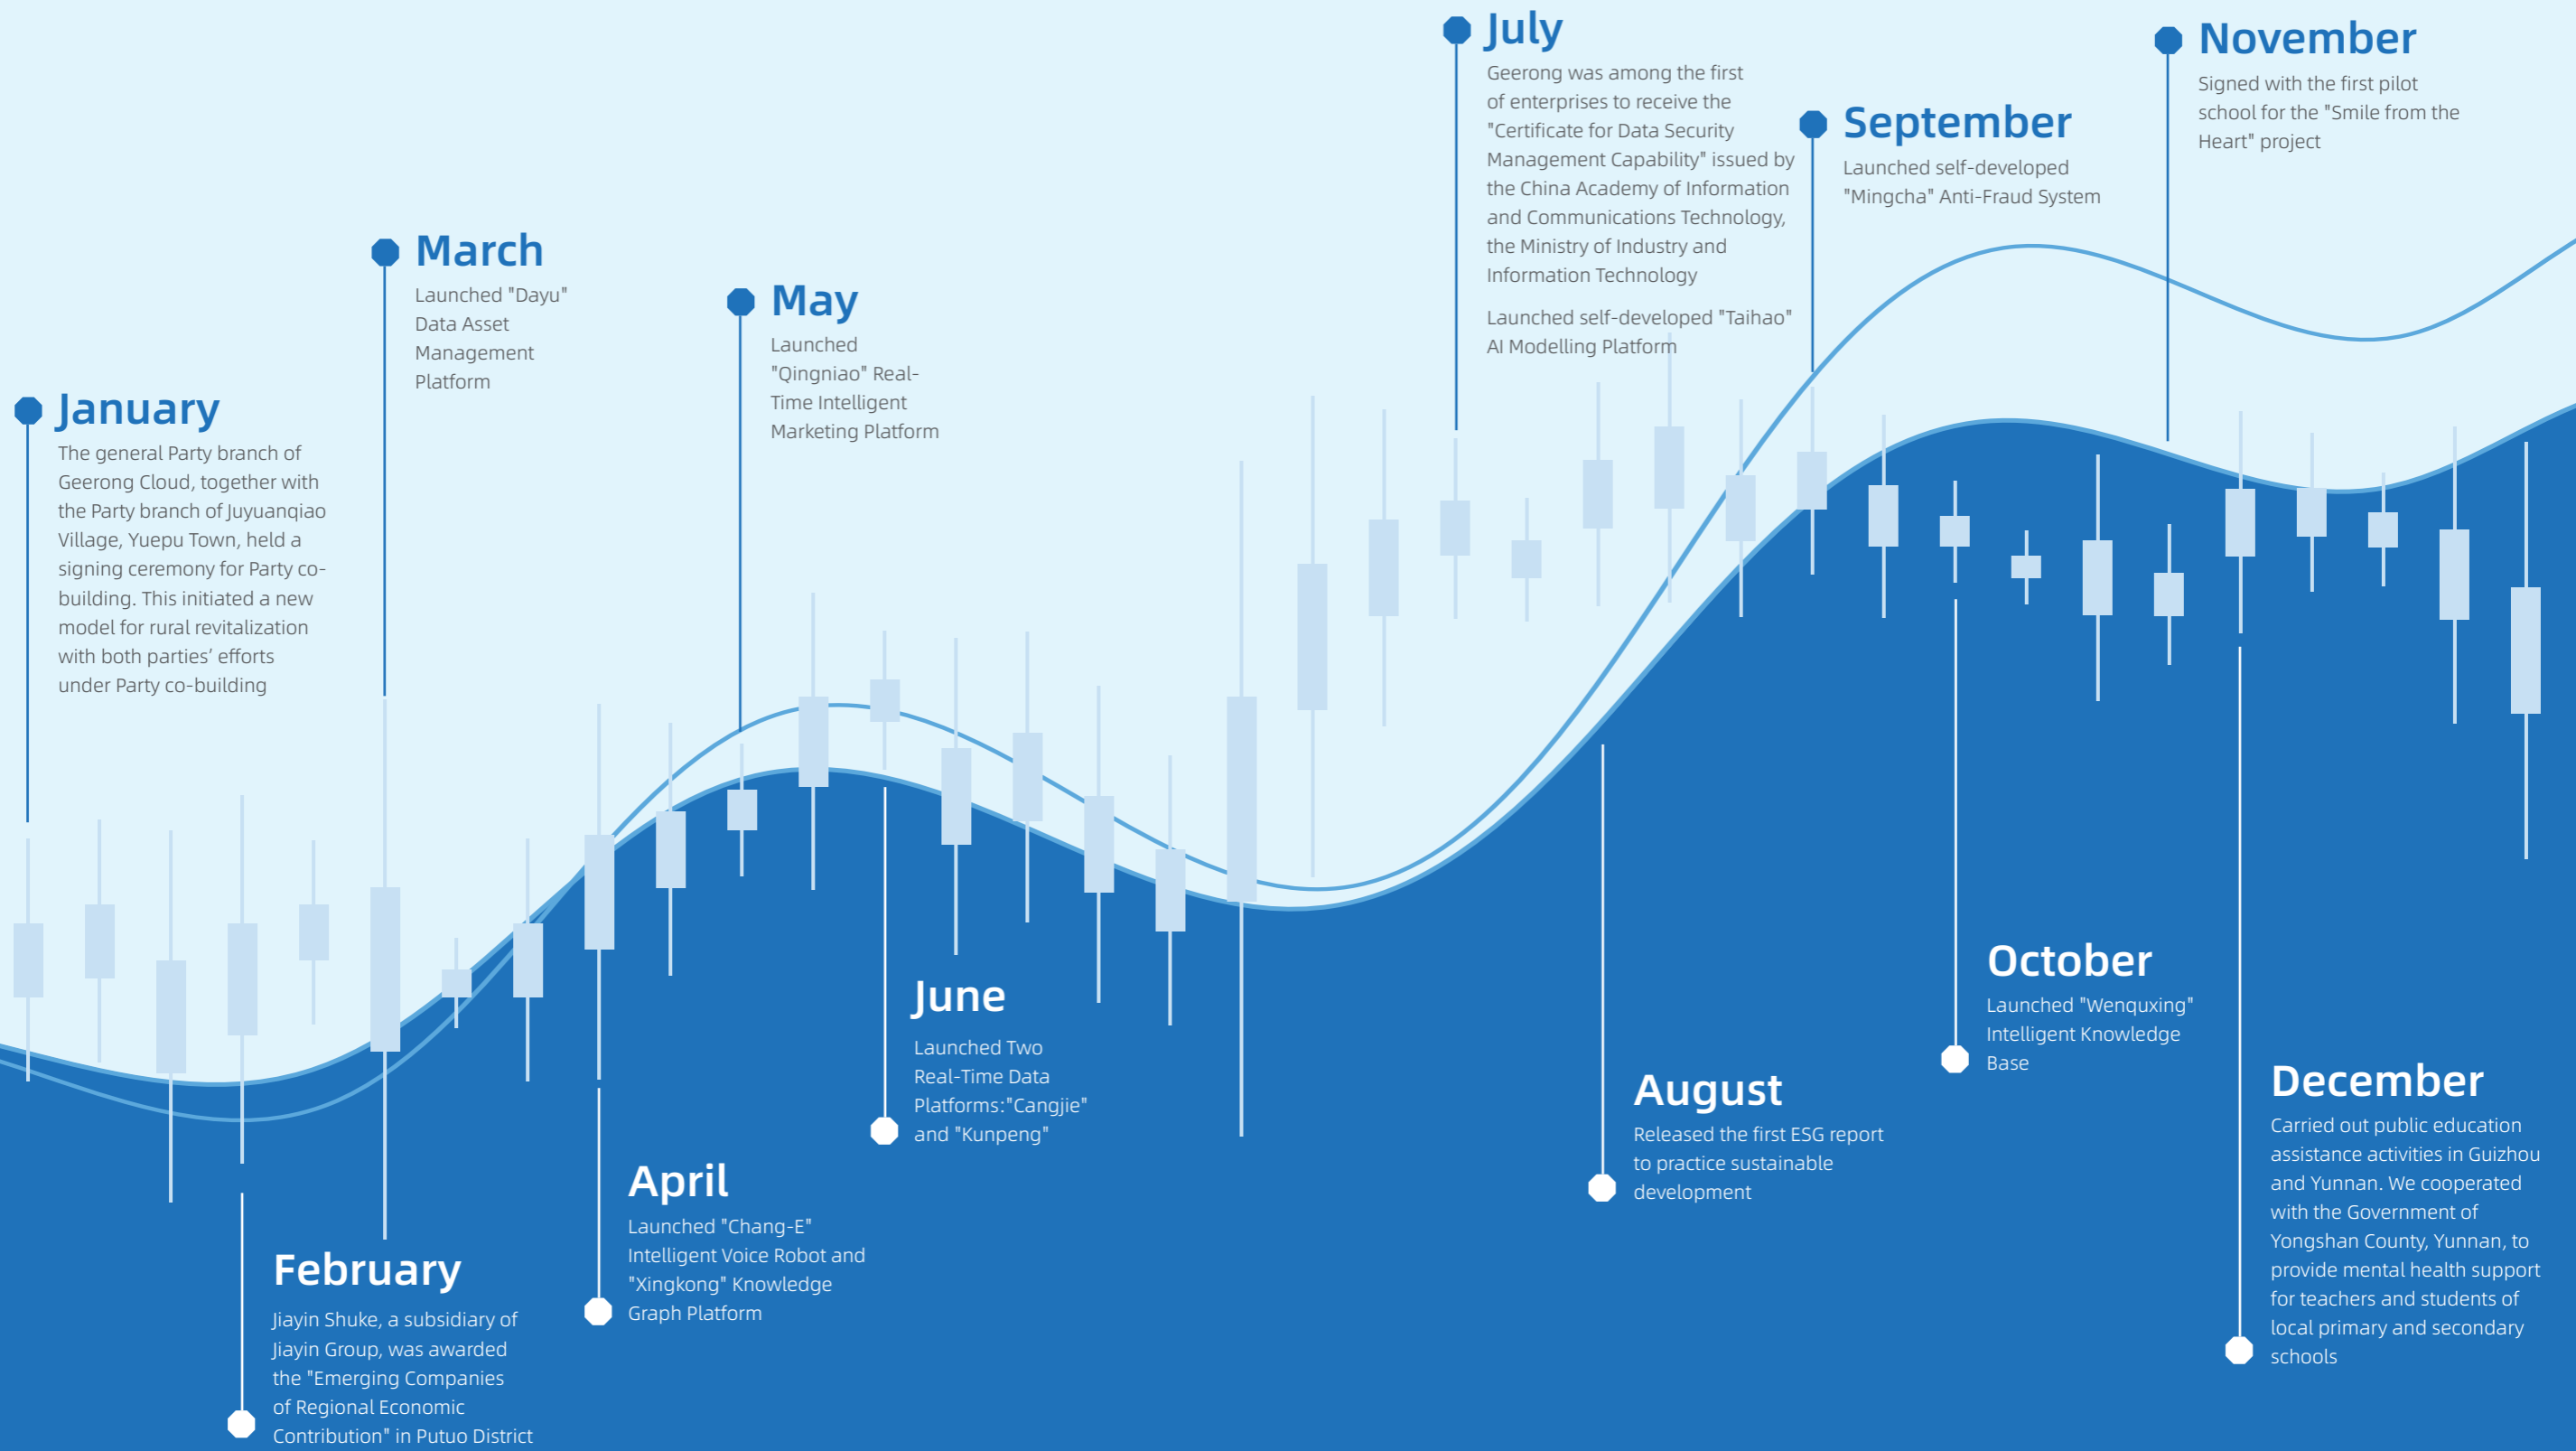 January
The general Party branch of
Geerong Cloud, together with
the Party branch of Juyuanqiao
Village, Yuepu Town, held a
signing ceremony for Party co-
building. This initiated a new
model for rural revitalization
with both parties’ efforts
under Party co-building
February
Jiayin Shuke, a subsidiary of
Jiayin Group, was awarded
the "Emerging Companies
of Regional Economic
Contribution" in Putuo District
March
Launched "Dayu"
Data Asset
Management
Platform
April
Launched "Chang-E"
Intelligent Voice Robot and
"Xingkong" Knowledge
Graph Platform
May
Launched
"Qingniao" Real-
Time Intelligent
Marketing Platform
June
Launched Two
Real-Time Data
Platforms:"Cangjie"
and "Kunpeng"
July
Geerong was among the first
of enterprises to receive the
"Certificate for Data Security
Management Capability" issued by
the China Academy of Information
and Communications Technology,
the Ministry of Industry and
Information Technology
Launched self-developed "Taihao"
AI Modelling Platform
August
Released the first ESG report
to practice sustainable
development
September
Launched self-developed
"Mingcha" Anti-Fraud System
October
Launched "Wenquxing"
Intelligent Knowledge
Base
November
Signed with the first pilot
school for the "Smile from the
Heart" project
December
Carried out public education
assistance activities in Guizhou
and Yunnan. We cooperated
with the Government of
Yongshan County, Yunnan, to
provide mental health support
for teachers and students of
local primary and secondary
schools